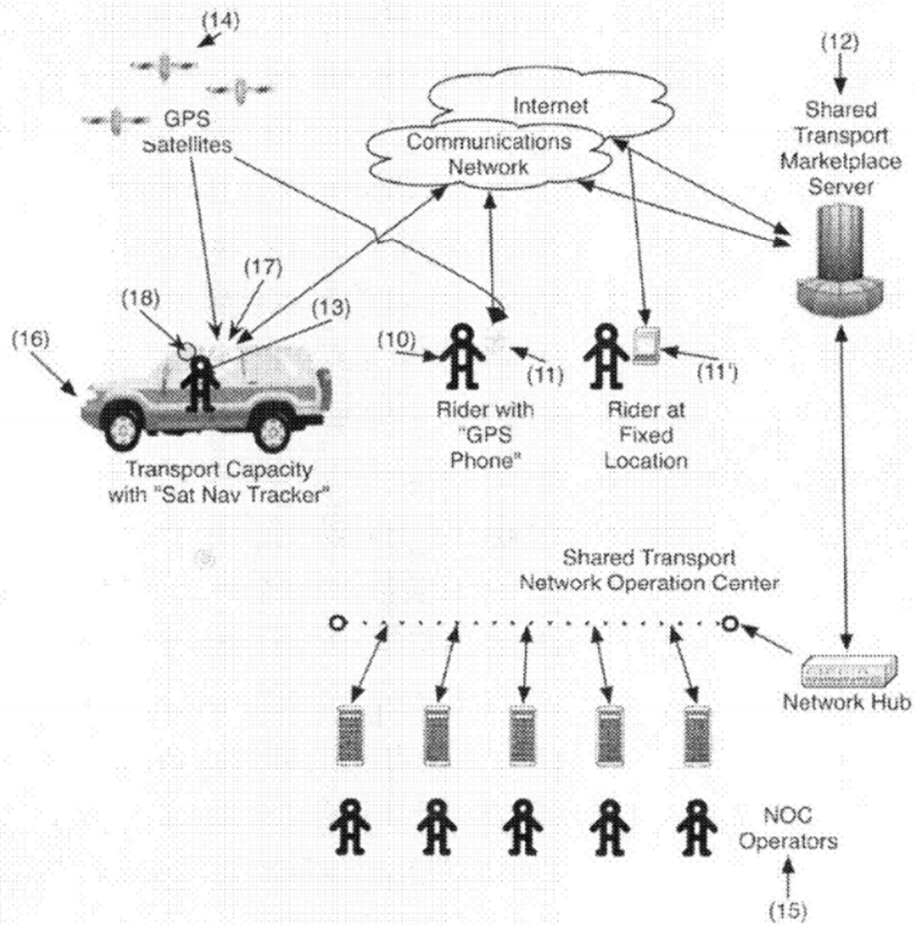 (14)
GPS
Satellites
Internet
Communications
Network
(12)
Shared
Transport
Marketplace
Server
(17)
(18)
(13)
(16)
(10)
(11)
(11')
Transport Capacity
with "Sat Nav Tracker"
Rider with
"GPS
Phone"
Rider at
Fixed
Location
Shared Transport
Network Operation Center
Network Hub
NOC
Operators
(15)